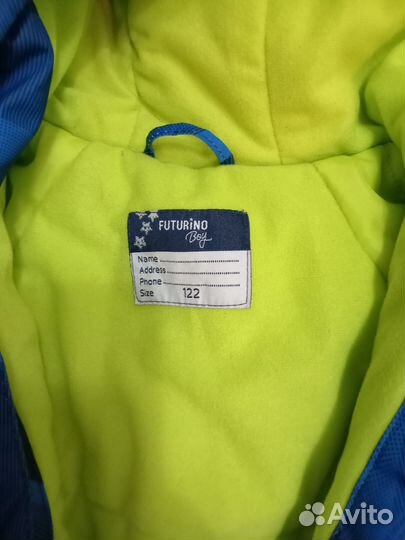 FUTURiNO
Boy
Name
Address
Phone
Size 122
Avito